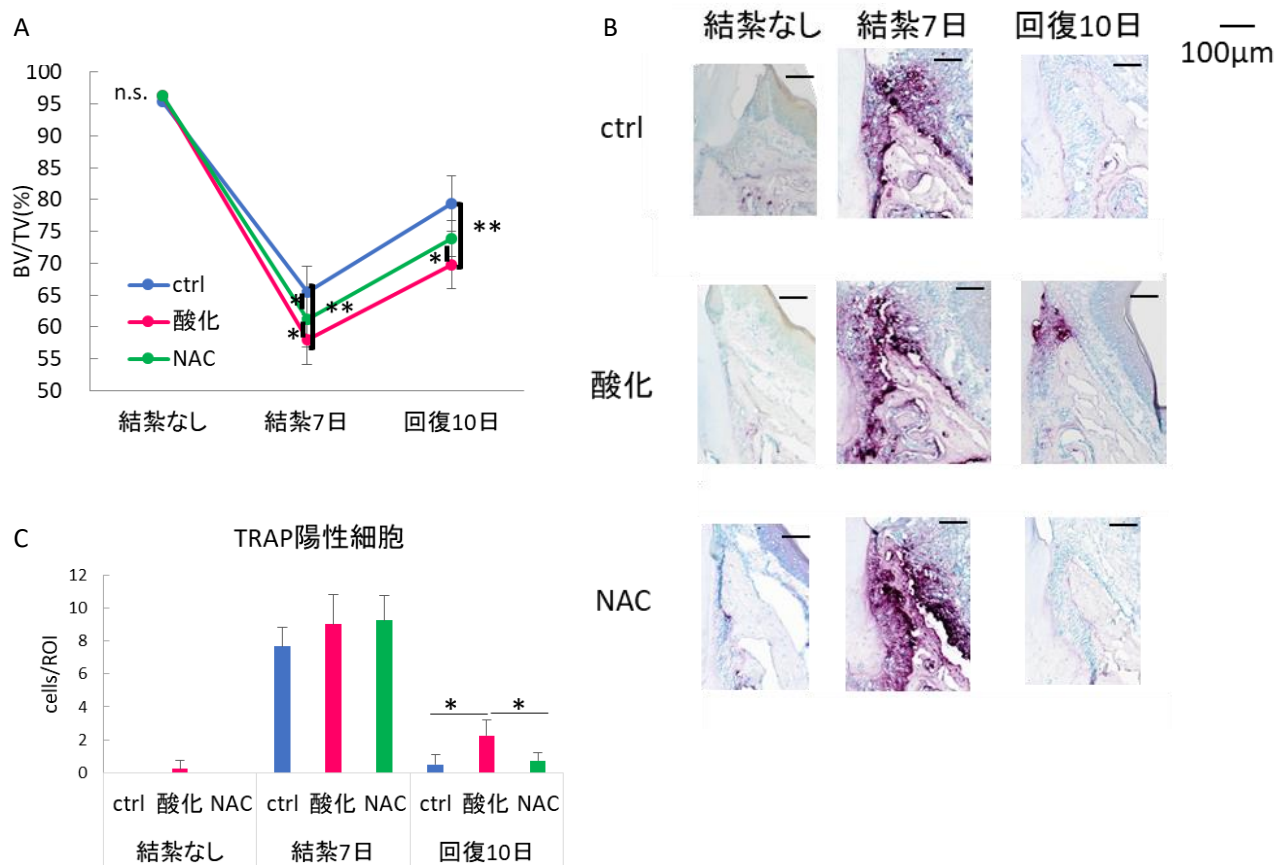 A
100
95
90
85
80
75
70
65
60
55
50
BV/TV(%)
n.s.
ctrl
酸化
NAC
*
*
**
*
**
結紮なし 結紮7日 回復10日
B
結紮なし 結紮7日 回復10日
100μm
ctrl
酸化
NAC
C
TRAP陽性細胞
12
10
8
6
4
2
0
cells/ROI
* *
ctrl 酸化 NAC ctrl 酸化 NAC ctrl 酸化 NAC
結紮なし 結紮7日 回復10日